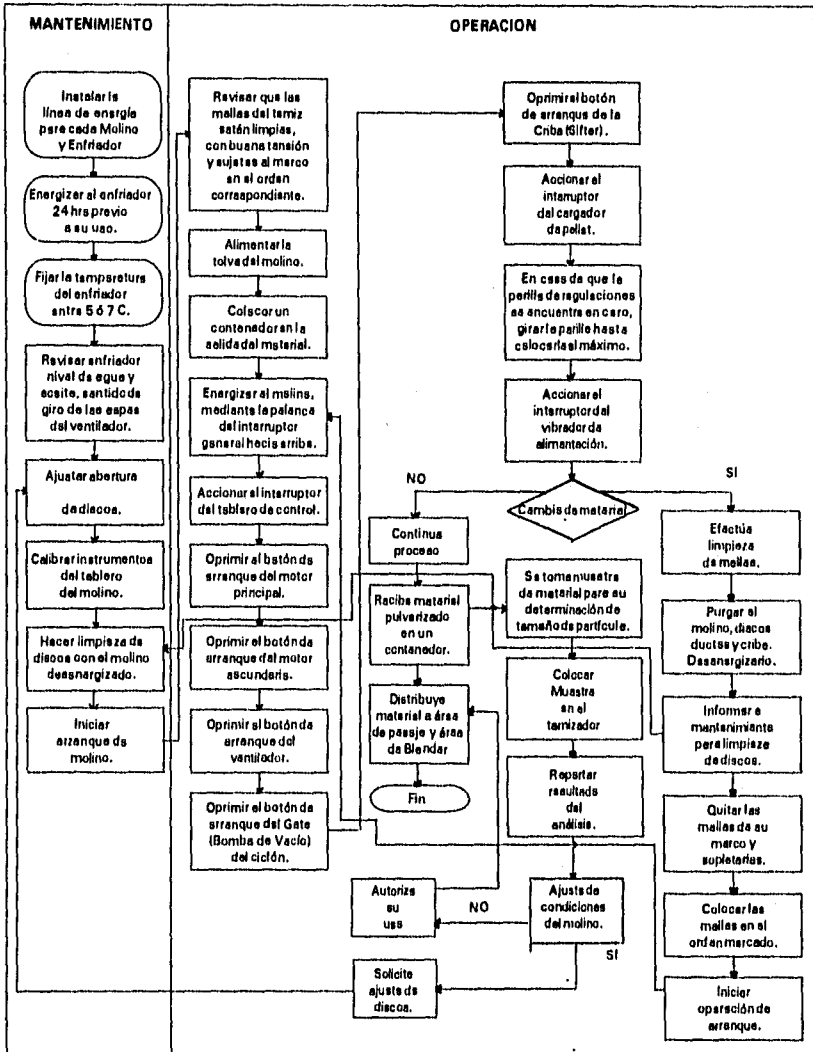 MANTENIMIENTO
OPERACION
Instalar la
línea de energía
para cada Molino
y Enfriador
Energizar al enfriador
24 hrs previo
a su uso.
Fijar la temperatura
del enfriador
entre 5 ó 7 C.
Revisar enfriador
nivel de agua y
aceite, sentido de
giro de las aspas
del ventilador.
Ajustar abertura
de discos.
Calibrar instrumentos
del tablero
del molino.
Hacer limpieza de
discos con el molino
desenergizado.
Iniciar
arranque de
molino.
Revisar que las
mallas del tamiz
están limpias,
con buena tensión
y sujetas al marco
en el orden
correspondiente.
Alimentar la
tolva del molino.
Colocar un
contenedor en la
salida del material.
Energizar al molino,
mediante la palanca
del interruptor
general hacia arriba.
Accionar el interruptor
del tablero de control.
Oprimir el botón de
arranque del motor
principal.
Oprimir el botón de
arranque del motor
secundario.
Oprimir el botón de
arranque del
ventilador.
Oprimir el botón de
arranque del Gate
(Bomba de Vacío)
del ciclón.
Oprimir el botón
de arranque de la
Criba (Sifter).
Accionar el
interruptor
del cargador
de pellet.
En caso de que la
perilla de regulaciones
se encuentre en cero,
girar la perilla hasta
colocarla al máximo.
Accionar el
interruptor del
vibrador de
alimentación.
NO
SI
Cambio de material
Continua
proceso
Recibe material
pulverizado
en un
contenedor.
Distribuye
material a área
de pesaje y área
de Blendar
Fin
Se toma muestra
de material para su
determinación de
tamaño de partícula.
Colocar
Muestra
en el
tamizador
Reportar
resultado
del
análisis.
Ajuste de
condiciones
del molino.
NO
SI
Autoriza
su
uso
Solicite
ajuste de
discos.
Efectúa
limpieza
de mallas.
Purgar el
molino, discos
ductos y criba.
Desenergizarlo.
Informar a
mantenimiento
para limpieza
de discos.
Quitar las
mallas de su
marco y
sopletarlas.
Colocar las
mallas en el
orden marcado.
Iniciar
operación de
arranque.